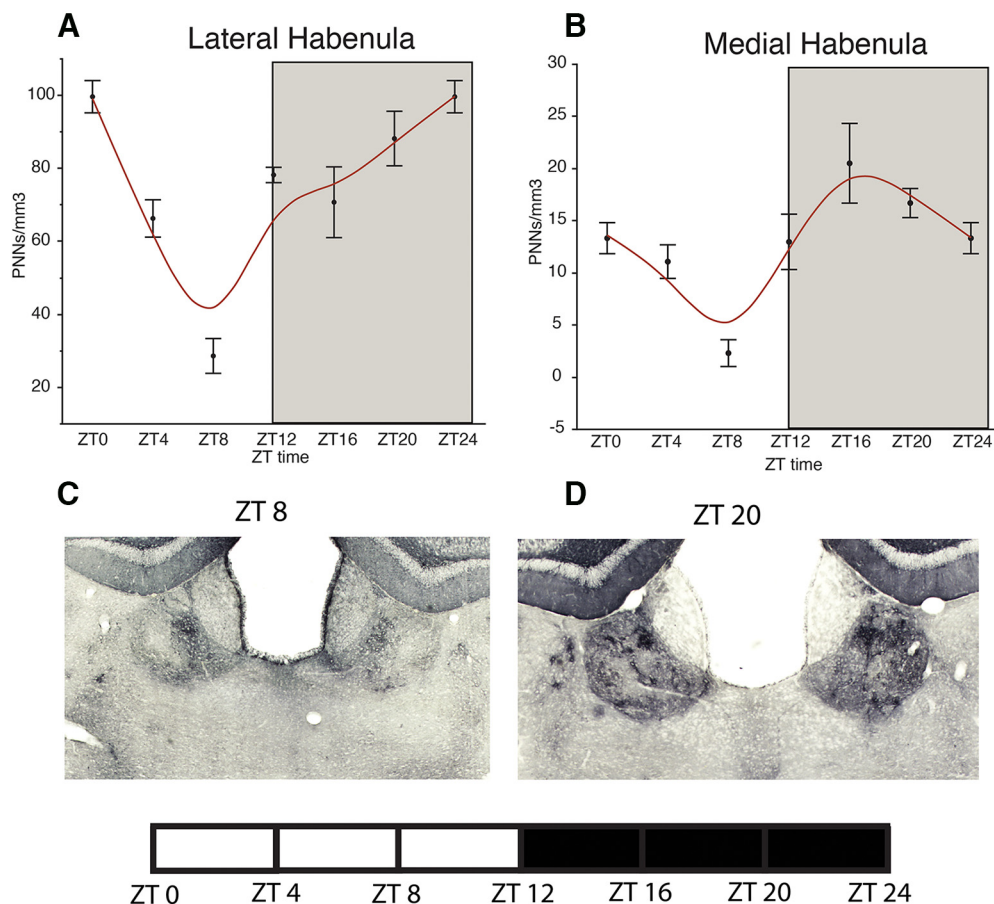 A
Lateral Habenula
PNNs/mm3
100
80
60
40
20
ZT0 ZT4 ZT8 ZT12 ZT16 ZT20 ZT24
ZT time
B
Medial Habenula
PNNs/mm3
30
25
20
15
10
5
0
-5
ZT0 ZT4 ZT8 ZT12 ZT16 ZT20 ZT24
ZT time
C
ZT 8
D
ZT 20
ZT 0 ZT 4 ZT 8 ZT 12 ZT 16 ZT 20 ZT 24